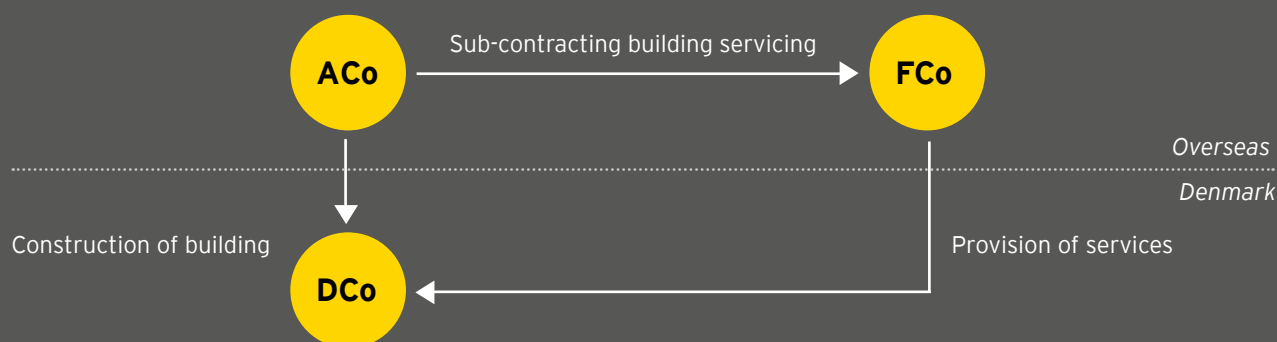 Sub-contracting building servicing
ACo
FCo
Overseas
Denmark
Construction of building
Provision of services
DCo